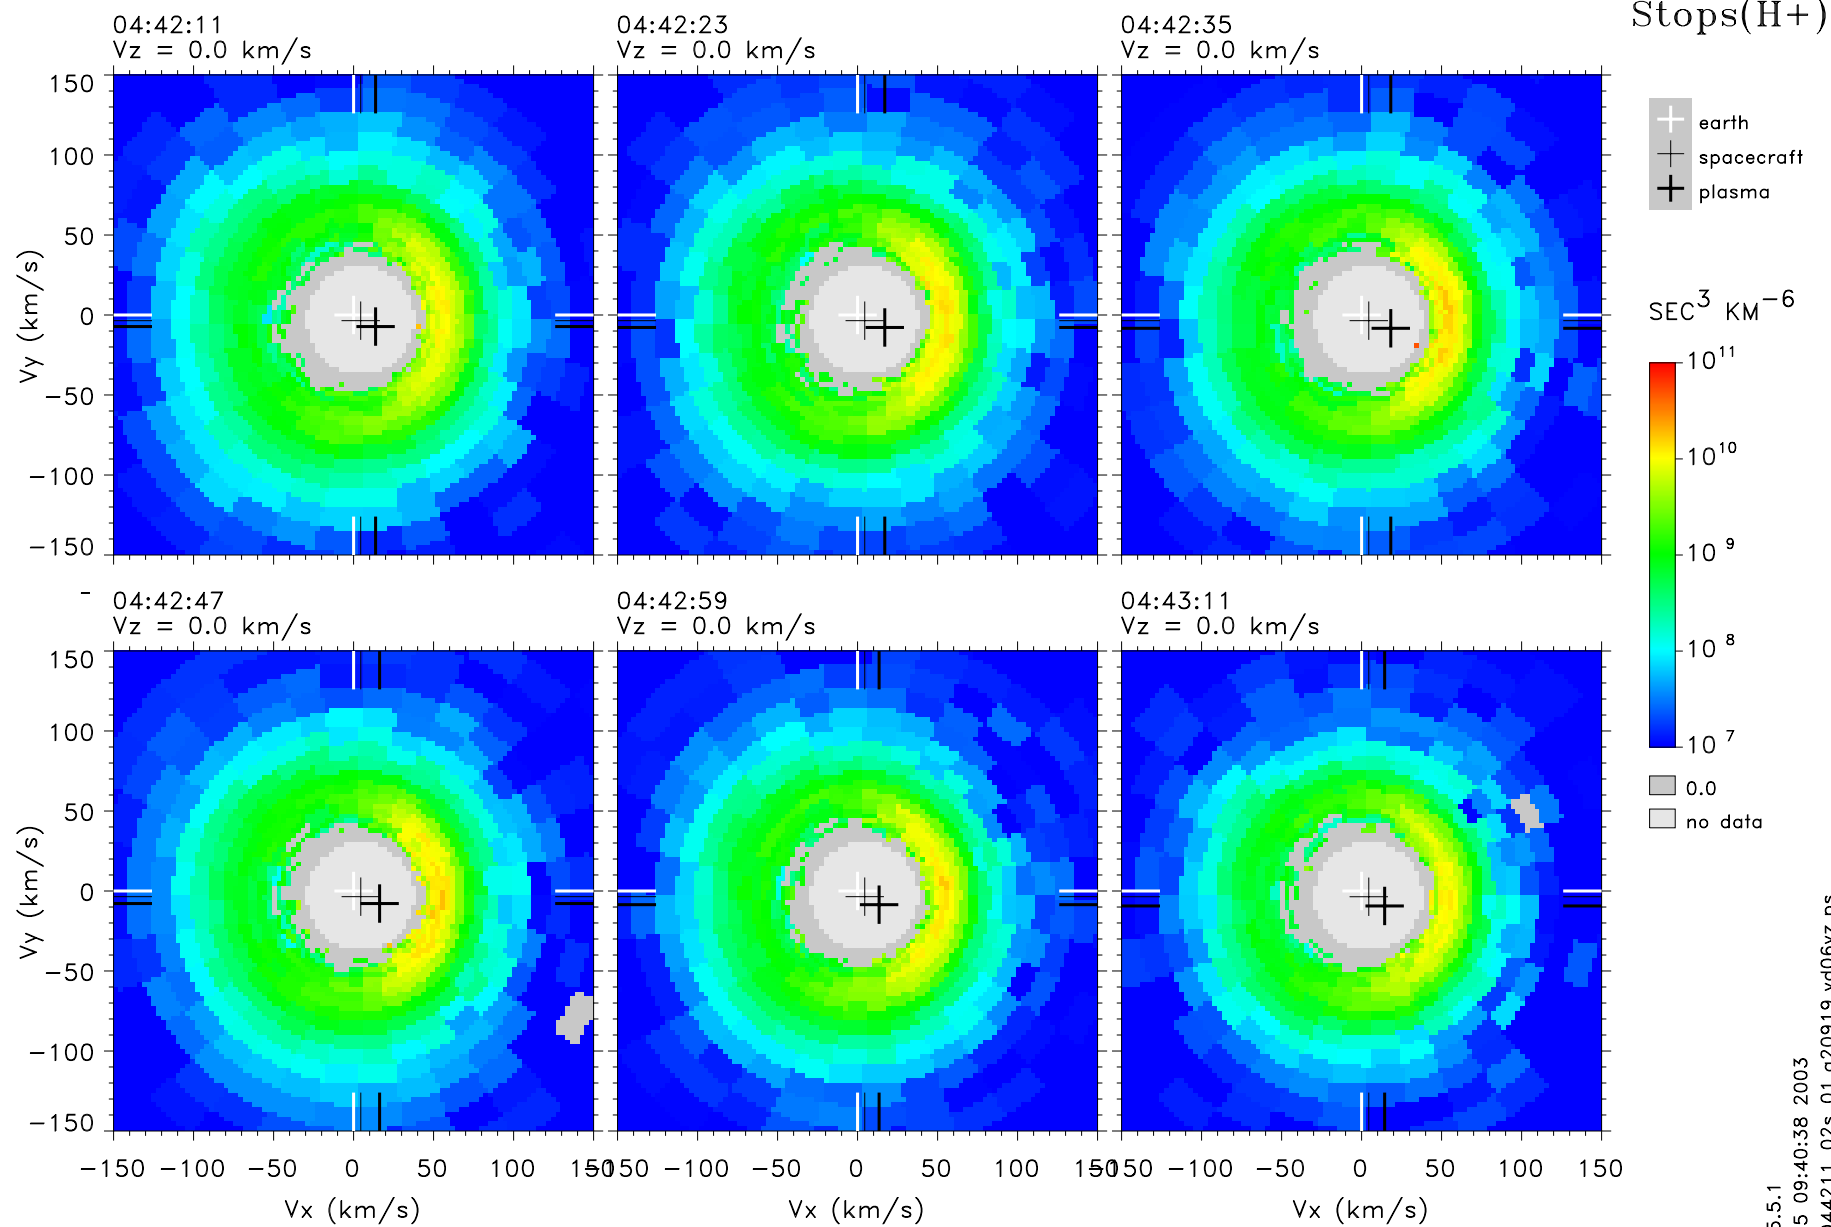 Stops(H+)
04:42:11
Vz = 0.0 km/s
04:42:23
Vz = 0.0 km/s
04:42:35
Vz = 0.0 km/s
150
100
50
0
−50
−100
−150
Vy (km/s)
earth
spacecraft
plasma
SEC3 KM−6
10 11
10 10
10 9
10 8
10 7
0.0
no data
04:42:47
Vz = 0.0 km/s
04:42:59
Vz = 0.0 km/s
04:43:11
Vz = 0.0 km/s
150
100
50
0
−50
−100
−150
Vy (km/s)
−150 −100 −50 0 50 100 150
−150 −100 −50 0 50 100 150
−150 −100 −50 0 50 100 150
Vx (km/s)
Vx (km/s)
Vx (km/s)
5.5.1
5 09:40:38 2003